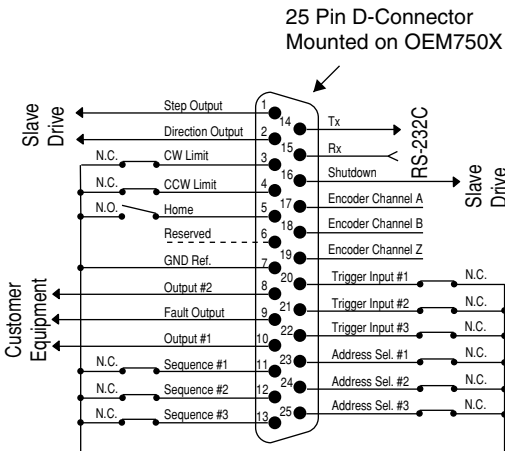 25 Pin D-Connector
Mounted on OEM750X
Slave
Drive
Step Output 1
Direction Output 2
N.C. CW Limit 3
N.C. CCW Limit 4
N.O. Home 5
Reserved 6
GND Ref. 7
Customer
Equipment
Output #2 8
Fault Output 9
Output #1 10
N.C. Sequence #1 11
N.C. Sequence #2 12
N.C. Sequence #3 13
14 Tx
15 Rx
RS-232C
16 Shutdown
Slave
Drive
17 Encoder Channel A
18 Encoder Channel B
19 Encoder Channel Z
20 Trigger Input #1 N.C.
21 Trigger Input #2 N.C.
22 Trigger Input #3 N.C.
23 Address Sel. #1 N.C.
24 Address Sel. #2 N.C.
25 Address Sel. #3 N.C.